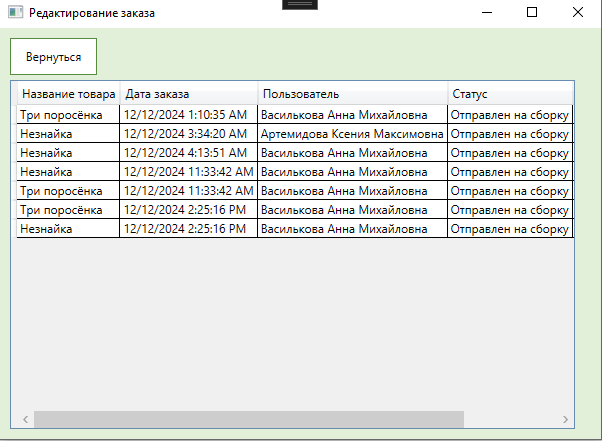 Редактирование заказа
Вернуться
Название товара Дата заказа Пользователь Статус
Три поросёнка 12/12/2024 1:10:35 AM Василькова Анна Михайловна Отправлен на сборку
Незнайка 12/12/2024 3:34:20 AM Артемидова Ксения Максимовна Отправлен на сборку
Незнайка 12/12/2024 4:13:51 AM Василькова Анна Михайловна Отправлен на сборку
Незнайка 12/12/2024 11:33:42 AM Василькова Анна Михайловна Отправлен на сборку
Три поросёнка 12/12/2024 11:33:42 AM Василькова Анна Михайловна Отправлен на сборку
Три поросёнка 12/12/2024 2:25:16 PM Василькова Анна Михайловна Отправлен на сборку
Незнайка 12/12/2024 2:25:16 PM Василькова Анна Михайловна Отправлен на сборку